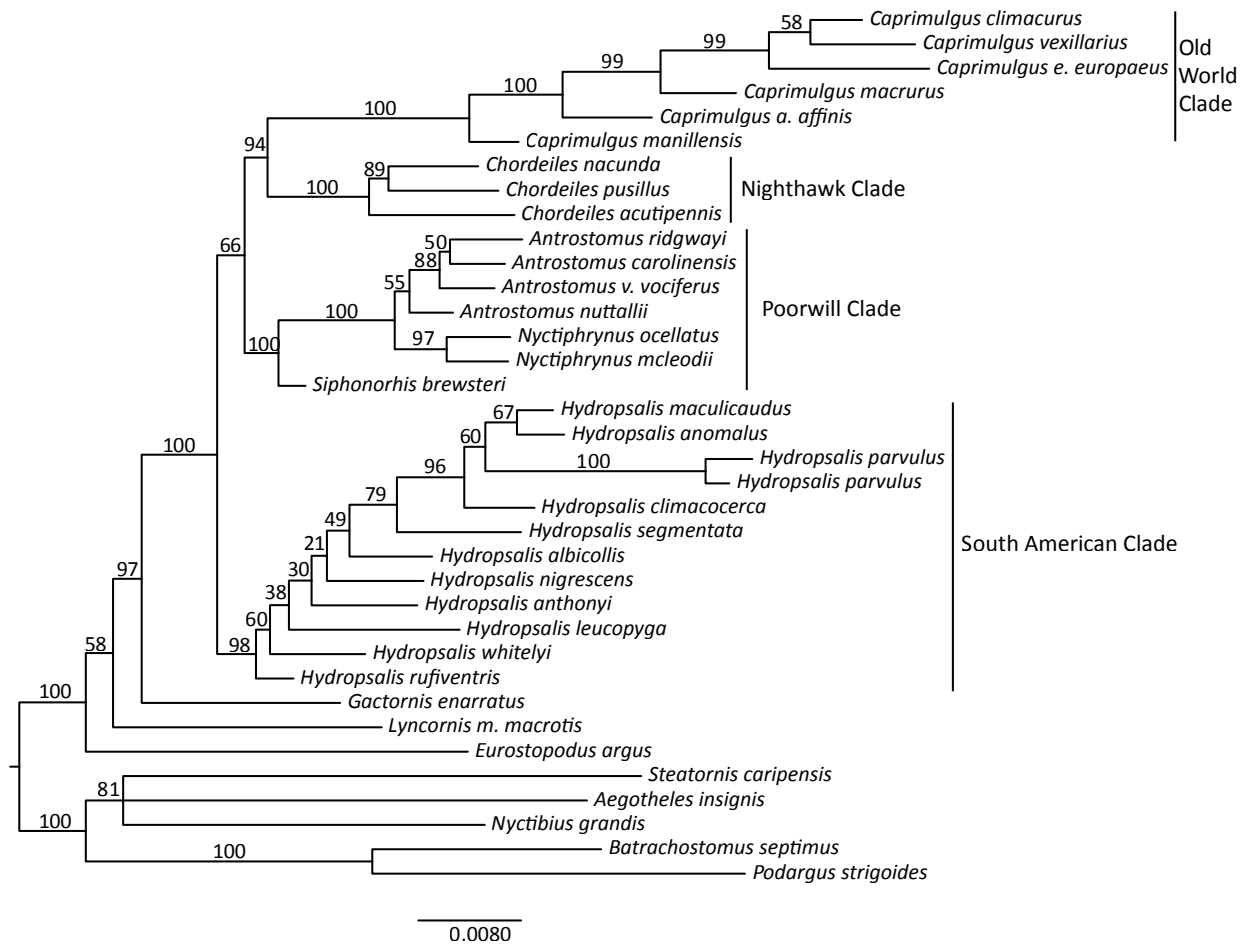 58
Caprimulgus climacurus
99
Caprimulgus vexillarius
Old
World
Clade
99
Caprimulgus e. europaeus
100
Caprimulgus macrurus
100
Caprimulgus a. affinis
94
Caprimulgus manillensis
89
Chordeiles nacunda
100
Chordeiles pusillus
Nighthawk Clade
Chordeiles acutipennis
66
50
Antrostomus ridgwayi
88
Antrostomus carolinensis
55
Antrostomus v. vociferus
100
Antrostomus nuttallii
Poorwill Clade
97
Nyctiphrynus ocellatus
100
Nyctiphrynus mcleodii
Siphonorhis brewsteri
67
Hydropsalis maculicaudus
60
Hydropsalis anomalus
100
96
100
Hydropsalis parvulus
Hydropsalis parvulus
79
Hydropsalis climacocerca
49
Hydropsalis segmentata
South American Clade
21
Hydropsalis albicollis
97
30
Hydropsalis nigrescens
38
Hydropsalis anthonyi
60
Hydropsalis leucopyga
58
98
Hydropsalis whitelyi
Hydropsalis rufiventris
100
Gactornis enarratus
Lyncornis m. macrotis
Eurostopodus argus
81
Steatornis caripensis
Aegotheles insignis
100
Nyctibius grandis
100
Batrachostomus septimus
Podargus strigoides
0.0080